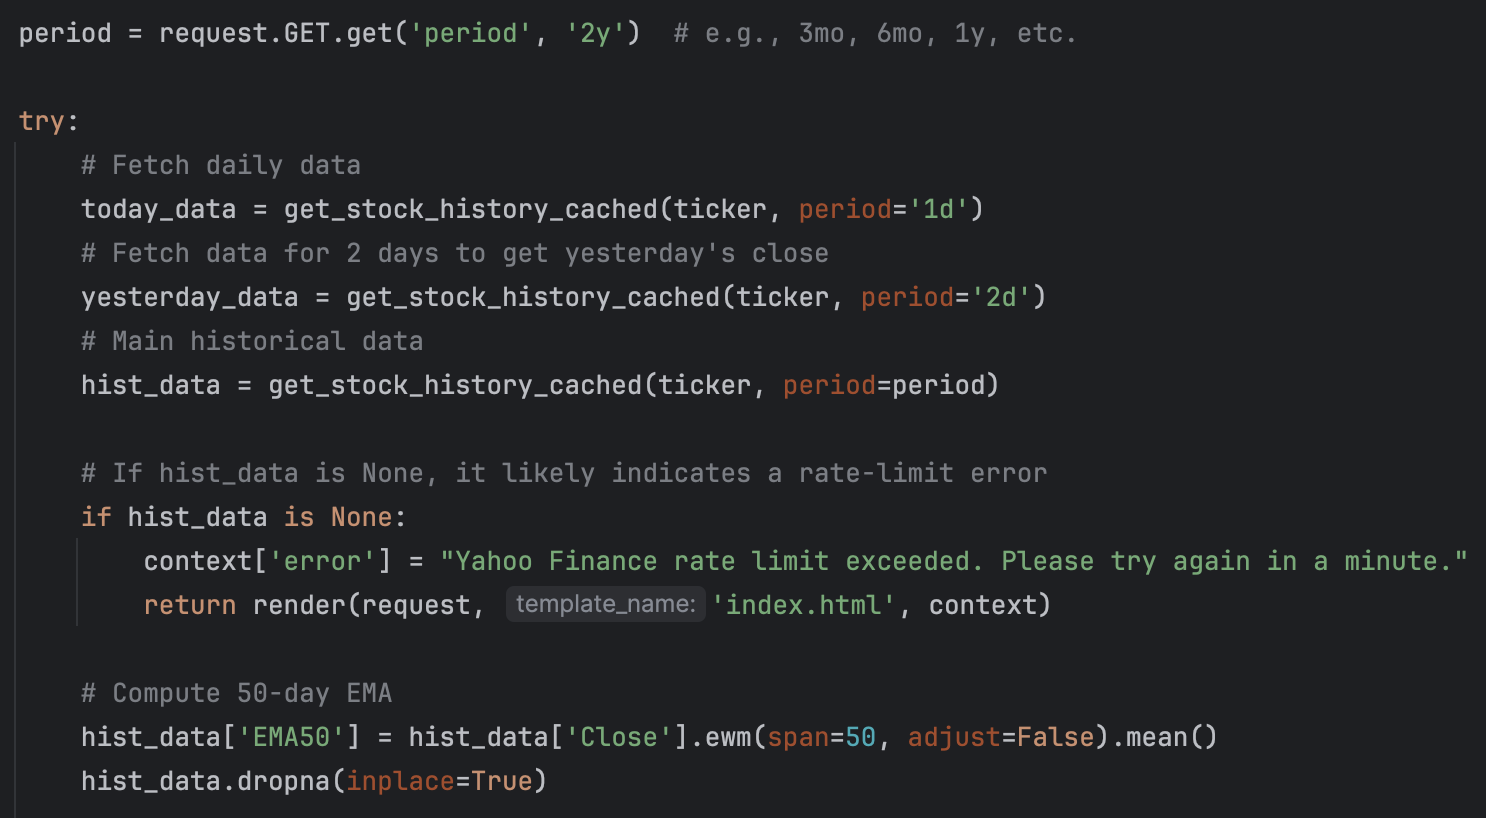 period = request.GET.get('period', '2y')  # e.g., 3mo, 6mo, 1y, etc.
try:
# Fetch daily data
today_data = get_stock_history_cached(ticker, period='1d')
# Fetch data for 2 days to get yesterday's close
yesterday_data = get_stock_history_cached(ticker, period='2d')
# Main historical data
hist_data = get_stock_history_cached(ticker, period=period)
# If hist_data is None, it likely indicates a rate-limit error
if hist_data is None:
context['error'] = "Yahoo Finance rate limit exceeded. Please try again in a minute."
return render(request, template_name: 'index.html', context)
# Compute 50-day EMA
hist_data['EMA50'] = hist_data['Close'].ewm(span=50, adjust=False).mean()
hist_data.dropna(inplace=True)